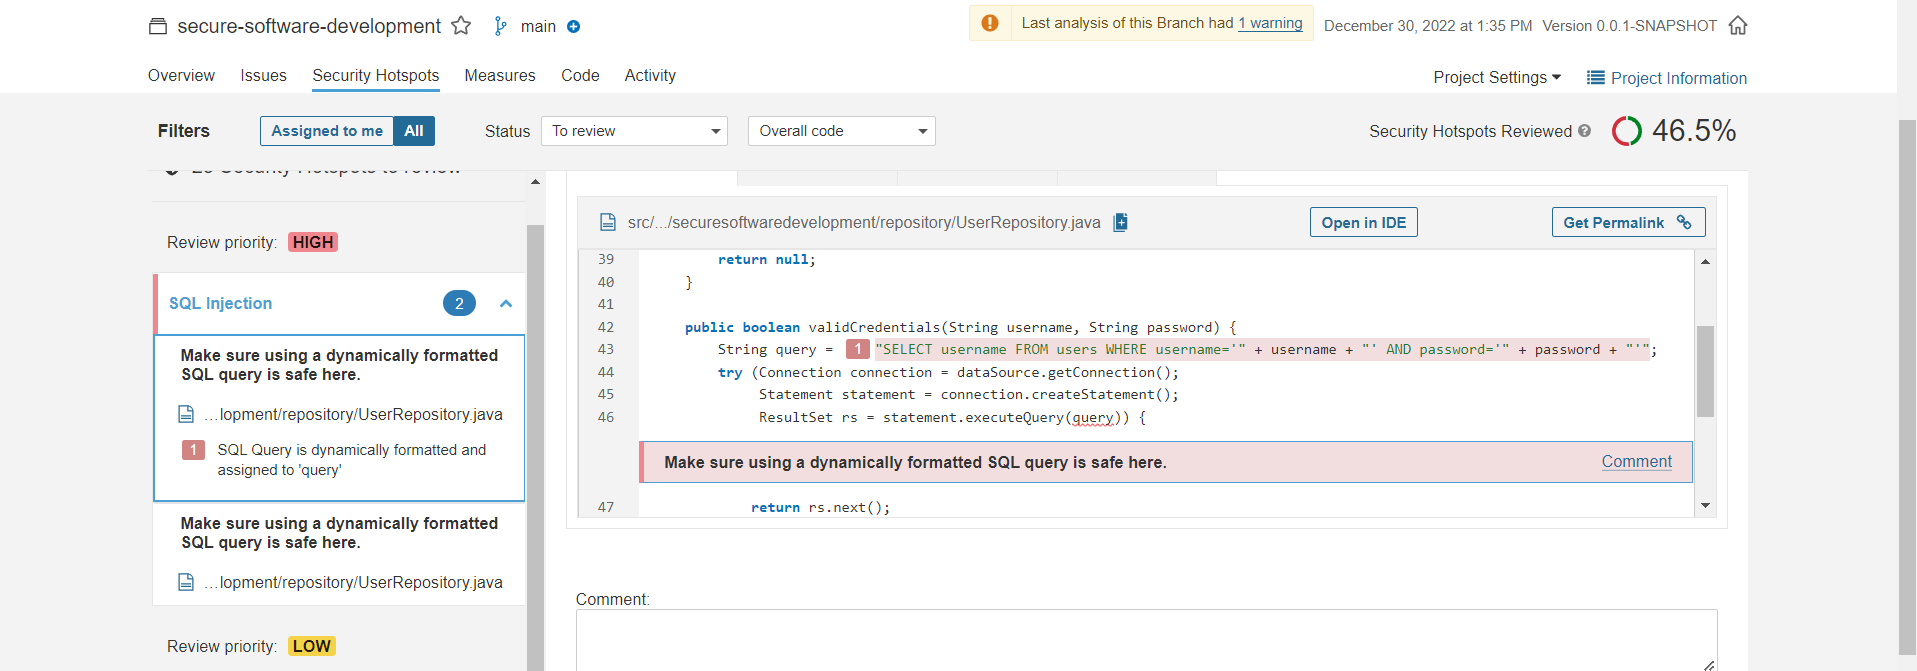 secure-software-development main
Last analysis of this Branch had 1 warning
December 30, 2022 at 1:35 PM Version 0.0.1-SNAPSHOT
Overview Issues Security Hotspots Measures Code Activity
Project Settings Project Information
Filters Assigned to me All Status To review Overall code
Security Hotspots Reviewed ? 46.5%
Security Hotspots to review
Review priority: HIGH
SQL Injection 2
Make sure using a dynamically formatted
SQL query is safe here.
...lopment/repository/UserRepository.java
1 SQL Query is dynamically formatted and
assigned to 'query'
Make sure using a dynamically formatted
SQL query is safe here.
...lopment/repository/UserRepository.java
Review priority: LOW
src/.../securesoftwaredevelopment/repository/UserRepository.java
Open in IDE
Get Permalink
39 return null;
40 }
41
42 public boolean validCredentials(String username, String password) {
43 String query = 1 "SELECT username FROM users WHERE username='" + username + "' AND password='" + password + "'";
44 try (Connection connection = dataSource.getConnection();
45 Statement statement = connection.createStatement();
46 ResultSet rs = statement.executeQuery(query)) {
Make sure using a dynamically formatted SQL query is safe here. Comment
47 return rs.next();
Comment: